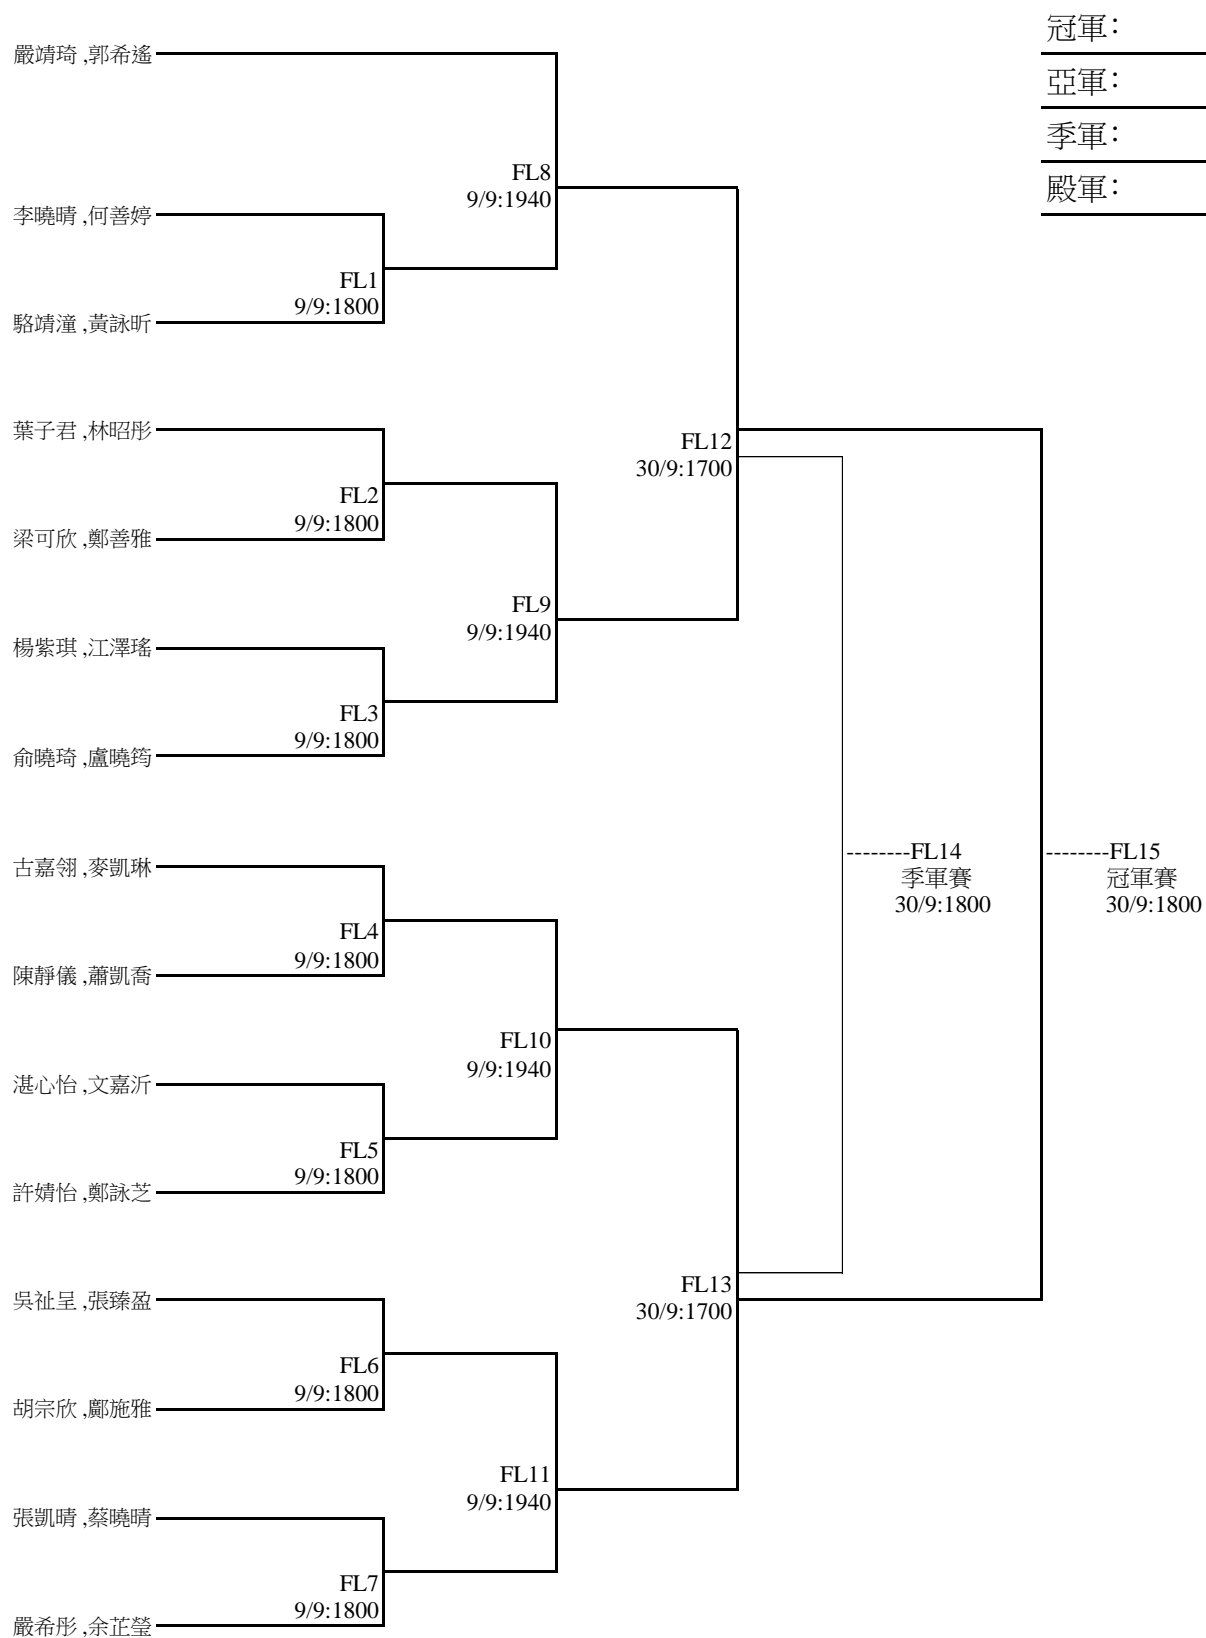 冠軍:
嚴靖琦 ,郭希遙
亞軍:
季軍:
FL8
9/9:1940
殿軍:
李曉晴 ,何善婷
FL1
9/9:1800
駱靖潼 ,黃詠昕
葉子君 ,林昭彤
FL12
30/9:1700
FL2
9/9:1800
梁可欣 ,鄭善雅
FL9
9/9:1940
楊紫琪 ,江澤瑤
FL3
9/9:1800
俞曉琦 ,盧曉筠
古嘉翎 ,麥凱琳
--------FL14
季軍賽
30/9:1800
--------FL15
冠軍賽
30/9:1800
FL4
9/9:1800
陳靜儀 ,蕭凱喬
FL10
9/9:1940
湛心怡 ,文嘉沂
FL5
9/9:1800
許婧怡 ,鄭詠芝
吳祉呈 ,張臻盈
FL13
30/9:1700
FL6
9/9:1800
胡宗欣 ,鄺施雅
FL11
9/9:1940
張凱晴 ,蔡曉晴
FL7
9/9:1800
嚴希彤 ,余芷瑩